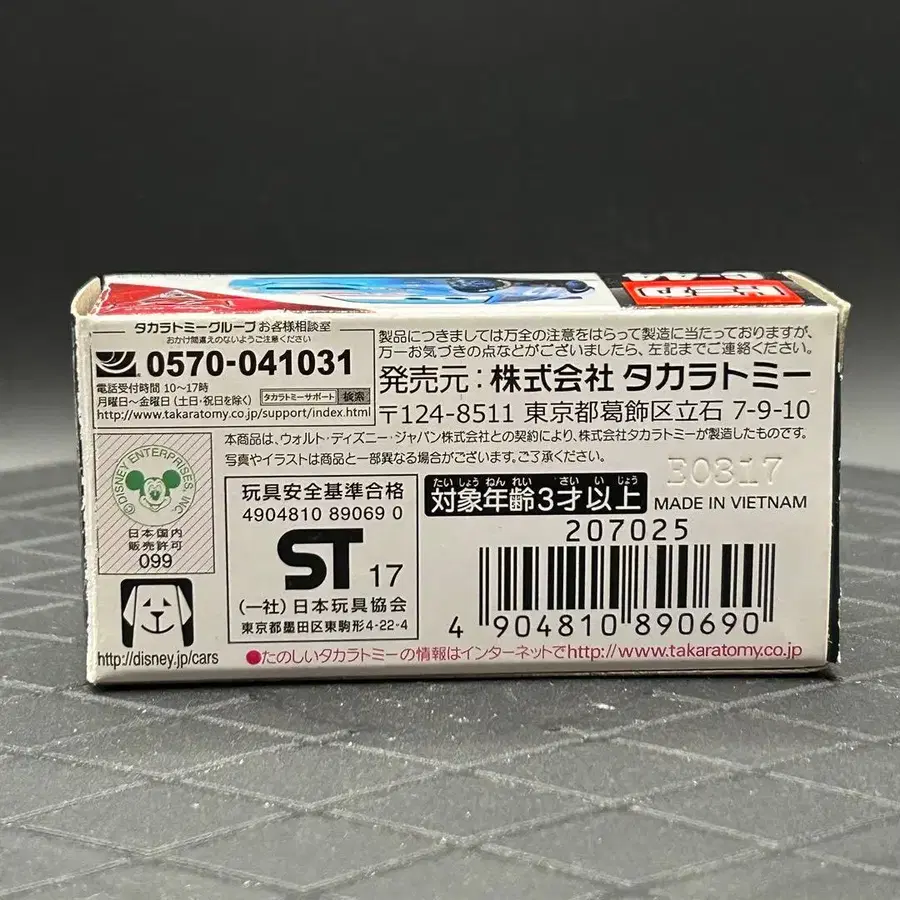 タカラトミーグループ お客様相談室
おかけ間違えのないようご注意ください
0570-041031
電話受付時間 10〜17時
月曜日〜金曜日 (土日・祝日を除く)
タカラトミーサポート 検索
http://www.takaratomy.co.jp/support/index.html
製品につきましては万全の注意をはらって製造に当たっておりますが、
万一お気づきの点などがございましたら、左記までご連絡ください。
発売元：株式会社 タカラトミー
〒124-8511 東京都葛飾区立石 7-9-10
本商品は、ウォルト・ディズニー・ジャパン株式会社との契約により、株式会社タカラトミーが製造したものです。
写真やイラストは商品と一部異なる場合がございます。ご了承ください。
©DISNEY ENTERPRISES, INC.
日本国内
販売許可
099
玩具安全基準合格
4904810 89069 0
ST 17
(一社) 日本玩具協会
東京都墨田区東駒形4-22-4
たいしょうねんれい さい いじょう
対象年齢3才以上
E0317
MADE IN VIETNAM
207025
4 904810 890690
http://disney.jp/cars
●たのしいタカラトミーの情報はインターネットでhttp://www.takaratomy.co.jp